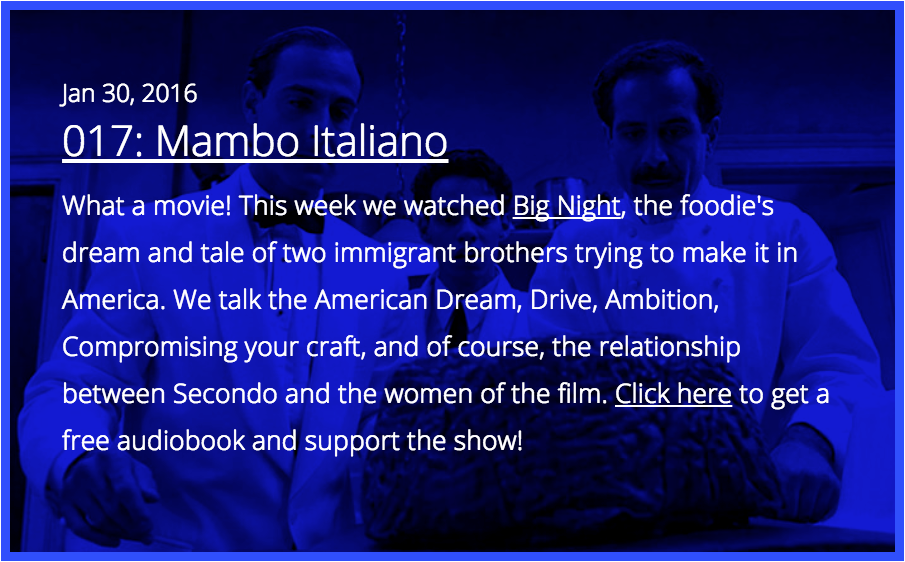 Jan 30, 2016
017: Mambo Italiano
What a movie! This week we watched Big Night, the foodie's
dream and tale of two immigrant brothers trying to make it in
America. We talk the American Dream, Drive, Ambition,
Compromising your craft, and of course, the relationship
between Secondo and the women of the film. Click here to get a
free audiobook and support the show!